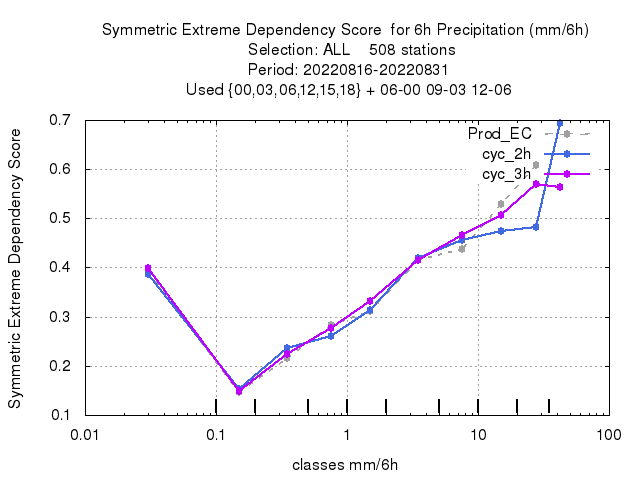 Symmetric Extreme Dependency Score  for 6h Precipitation (mm/6h)
Selection: ALL    508 stations
Period: 20220816-20220831
Used {00,03,06,12,15,18} + 06-00 09-03 12-06
Symmetric Extreme Dependency Score
0.7
0.6
0.5
0.4
0.3
0.2
0.1
Prod_EC
cyc_2h
cyc_3h
0.01 0.1 1 10 100
classes mm/6h